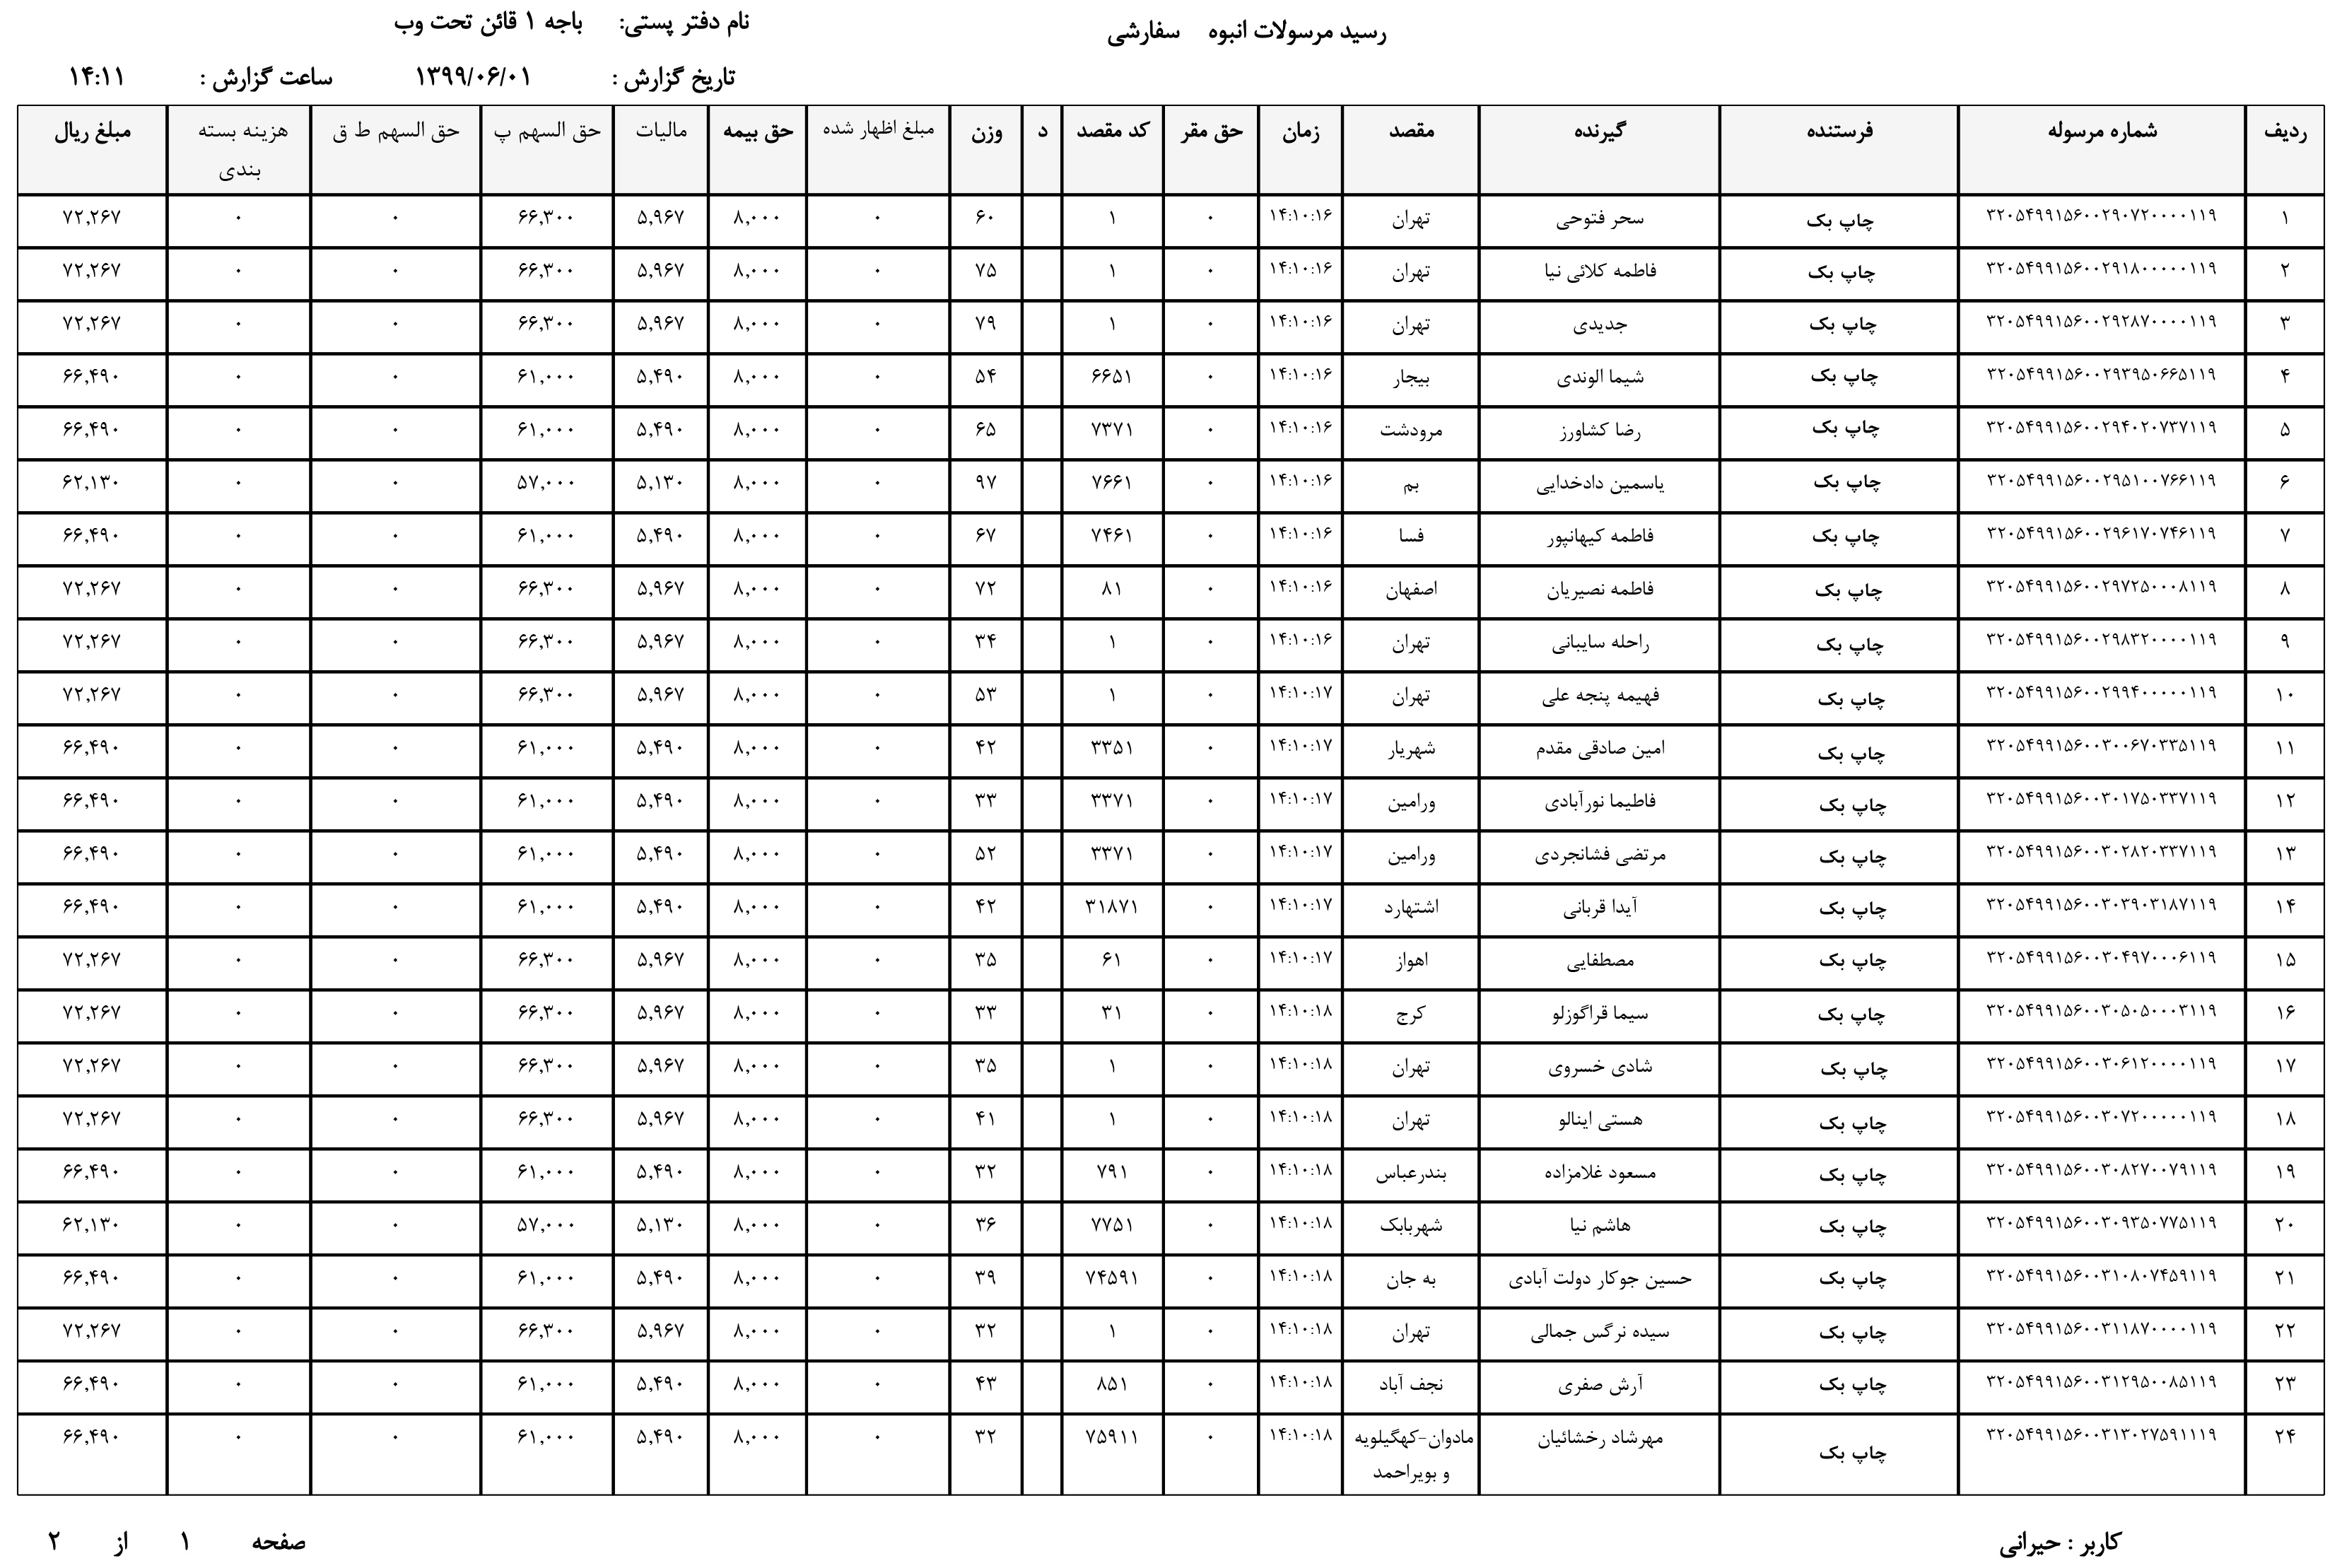 رسید مرسولات انبوه سفارشی نام دفتر پستی: باجه ۱ قائن تحت وب
تاریخ گزارش : ۱۳۹۹/۰۶/۰۱ ساعت گزارش : ۱۴:۱۱
ردیف شماره مرسوله فرستنده گیرنده مقصد زمان حق مقر کد مقصد د وزن مبلغ اظهار شده حق بیمه مالیات حق السهم پ حق السهم ط ق هزینه بسته بندی مبلغ ریال
۱ ۳۲۰۵۴۹۹۱۵۶۰۰۲۹۰۷۲۰۰۰۰۱۱۹ چاپ بک سحر فتوحی تهران ۱۴:۱۰:۱۶ ۰ ۱ ۶۰ ۰ ۸,۰۰۰ ۵,۹۶۷ ۶۶,۳۰۰ ۰ ۰ ۷۲,۲۶۷
۲ ۳۲۰۵۴۹۹۱۵۶۰۰۲۹۱۸۰۰۰۰۰۱۱۹ چاپ بک فاطمه کلائی نیا تهران ۱۴:۱۰:۱۶ ۰ ۱ ۷۵ ۰ ۸,۰۰۰ ۵,۹۶۷ ۶۶,۳۰۰ ۰ ۰ ۷۲,۲۶۷
۳ ۳۲۰۵۴۹۹۱۵۶۰۰۲۹۲۸۷۰۰۰۰۱۱۹ چاپ بک جدیدی تهران ۱۴:۱۰:۱۶ ۰ ۱ ۷۹ ۰ ۸,۰۰۰ ۵,۹۶۷ ۶۶,۳۰۰ ۰ ۰ ۷۲,۲۶۷
۴ ۳۲۰۵۴۹۹۱۵۶۰۰۲۹۳۹۵۰۶۶۵۱۱۹ چاپ بک شیما الوندی بیجار ۱۴:۱۰:۱۶ ۰ ۶۶۵۱ ۵۴ ۰ ۸,۰۰۰ ۵,۴۹۰ ۶۱,۰۰۰ ۰ ۰ ۶۶,۴۹۰
۵ ۳۲۰۵۴۹۹۱۵۶۰۰۲۹۴۰۲۰۷۳۷۱۱۹ چاپ بک رضا کشاورز مرودشت ۱۴:۱۰:۱۶ ۰ ۷۳۷۱ ۶۵ ۰ ۸,۰۰۰ ۵,۴۹۰ ۶۱,۰۰۰ ۰ ۰ ۶۶,۴۹۰
۶ ۳۲۰۵۴۹۹۱۵۶۰۰۲۹۵۱۰۰۷۶۶۱۱۹ چاپ بک یاسمین دادخدایی بم ۱۴:۱۰:۱۶ ۰ ۷۶۶۱ ۹۷ ۰ ۸,۰۰۰ ۵,۱۳۰ ۵۷,۰۰۰ ۰ ۰ ۶۲,۱۳۰
۷ ۳۲۰۵۴۹۹۱۵۶۰۰۲۹۶۱۷۰۷۴۶۱۱۹ چاپ بک فاطمه کیهانپور فسا ۱۴:۱۰:۱۶ ۰ ۷۴۶۱ ۶۷ ۰ ۸,۰۰۰ ۵,۴۹۰ ۶۱,۰۰۰ ۰ ۰ ۶۶,۴۹۰
۸ ۳۲۰۵۴۹۹۱۵۶۰۰۲۹۷۲۵۰۰۰۸۱۱۹ چاپ بک فاطمه نصیریان اصفهان ۱۴:۱۰:۱۶ ۰ ۸۱ ۷۲ ۰ ۸,۰۰۰ ۵,۹۶۷ ۶۶,۳۰۰ ۰ ۰ ۷۲,۲۶۷
۹ ۳۲۰۵۴۹۹۱۵۶۰۰۲۹۸۳۲۰۰۰۰۱۱۹ چاپ بک راحله سایبانی تهران ۱۴:۱۰:۱۶ ۰ ۱ ۳۴ ۰ ۸,۰۰۰ ۵,۹۶۷ ۶۶,۳۰۰ ۰ ۰ ۷۲,۲۶۷
۱۰ ۳۲۰۵۴۹۹۱۵۶۰۰۲۹۹۴۰۰۰۰۰۱۱۹ چاپ بک فهیمه پنجه علی تهران ۱۴:۱۰:۱۷ ۰ ۱ ۵۳ ۰ ۸,۰۰۰ ۵,۹۶۷ ۶۶,۳۰۰ ۰ ۰ ۷۲,۲۶۷
۱۱ ۳۲۰۵۴۹۹۱۵۶۰۰۳۰۰۶۷۰۳۳۵۱۱۹ چاپ بک امین صادقی مقدم شهریار ۱۴:۱۰:۱۷ ۰ ۳۳۵۱ ۴۲ ۰ ۸,۰۰۰ ۵,۴۹۰ ۶۱,۰۰۰ ۰ ۰ ۶۶,۴۹۰
۱۲ ۳۲۰۵۴۹۹۱۵۶۰۰۳۰۱۷۵۰۳۳۷۱۱۹ چاپ بک فاطیما نورآبادی ورامین ۱۴:۱۰:۱۷ ۰ ۳۳۷۱ ۳۳ ۰ ۸,۰۰۰ ۵,۴۹۰ ۶۱,۰۰۰ ۰ ۰ ۶۶,۴۹۰
۱۳ ۳۲۰۵۴۹۹۱۵۶۰۰۳۰۲۸۲۰۳۳۷۱۱۹ چاپ بک مرتضی فشانجردی ورامین ۱۴:۱۰:۱۷ ۰ ۳۳۷۱ ۵۲ ۰ ۸,۰۰۰ ۵,۴۹۰ ۶۱,۰۰۰ ۰ ۰ ۶۶,۴۹۰
۱۴ ۳۲۰۵۴۹۹۱۵۶۰۰۳۰۳۹۰۳۱۸۷۱۱۹ چاپ بک آیدا قربانی اشتهارد ۱۴:۱۰:۱۷ ۰ ۳۱۸۷۱ ۴۲ ۰ ۸,۰۰۰ ۵,۴۹۰ ۶۱,۰۰۰ ۰ ۰ ۶۶,۴۹۰
۱۵ ۳۲۰۵۴۹۹۱۵۶۰۰۳۰۴۹۷۰۰۰۶۱۱۹ چاپ بک مصطفایی اهواز ۱۴:۱۰:۱۷ ۰ ۶۱ ۳۵ ۰ ۸,۰۰۰ ۵,۹۶۷ ۶۶,۳۰۰ ۰ ۰ ۷۲,۲۶۷
۱۶ ۳۲۰۵۴۹۹۱۵۶۰۰۳۰۵۰۵۰۰۰۳۱۱۹ چاپ بک سیما قراگوزلو کرج ۱۴:۱۰:۱۸ ۰ ۳۱ ۳۳ ۰ ۸,۰۰۰ ۵,۹۶۷ ۶۶,۳۰۰ ۰ ۰ ۷۲,۲۶۷
۱۷ ۳۲۰۵۴۹۹۱۵۶۰۰۳۰۶۱۲۰۰۰۰۱۱۹ چاپ بک شادی خسروی تهران ۱۴:۱۰:۱۸ ۰ ۱ ۳۵ ۰ ۸,۰۰۰ ۵,۹۶۷ ۶۶,۳۰۰ ۰ ۰ ۷۲,۲۶۷
۱۸ ۳۲۰۵۴۹۹۱۵۶۰۰۳۰۷۲۰۰۰۰۰۱۱۹ چاپ بک هستی اینالو تهران ۱۴:۱۰:۱۸ ۰ ۱ ۴۱ ۰ ۸,۰۰۰ ۵,۹۶۷ ۶۶,۳۰۰ ۰ ۰ ۷۲,۲۶۷
۱۹ ۳۲۰۵۴۹۹۱۵۶۰۰۳۰۸۲۷۰۰۷۹۱۱۹ چاپ بک مسعود غلامزاده بندرعباس ۱۴:۱۰:۱۸ ۰ ۷۹۱ ۳۲ ۰ ۸,۰۰۰ ۵,۴۹۰ ۶۱,۰۰۰ ۰ ۰ ۶۶,۴۹۰
۲۰ ۳۲۰۵۴۹۹۱۵۶۰۰۳۰۹۳۵۰۷۷۵۱۱۹ چاپ بک هاشم نیا شهربابک ۱۴:۱۰:۱۸ ۰ ۷۷۵۱ ۳۶ ۰ ۸,۰۰۰ ۵,۱۳۰ ۵۷,۰۰۰ ۰ ۰ ۶۲,۱۳۰
۲۱ ۳۲۰۵۴۹۹۱۵۶۰۰۳۱۰۸۰۷۴۵۹۱۱۹ چاپ بک حسین جوکار دولت آبادی به جان ۱۴:۱۰:۱۸ ۰ ۷۴۵۹۱ ۳۹ ۰ ۸,۰۰۰ ۵,۴۹۰ ۶۱,۰۰۰ ۰ ۰ ۶۶,۴۹۰
۲۲ ۳۲۰۵۴۹۹۱۵۶۰۰۳۱۱۸۷۰۰۰۰۱۱۹ چاپ بک سیده نرگس جمالی تهران ۱۴:۱۰:۱۸ ۰ ۱ ۳۲ ۰ ۸,۰۰۰ ۵,۹۶۷ ۶۶,۳۰۰ ۰ ۰ ۷۲,۲۶۷
۲۳ ۳۲۰۵۴۹۹۱۵۶۰۰۳۱۲۹۵۰۰۸۵۱۱۹ چاپ بک آرش صفری نجف آباد ۱۴:۱۰:۱۸ ۰ ۸۵۱ ۴۳ ۰ ۸,۰۰۰ ۵,۴۹۰ ۶۱,۰۰۰ ۰ ۰ ۶۶,۴۹۰
۲۴ ۳۲۰۵۴۹۹۱۵۶۰۰۳۱۳۰۲۷۵۹۱۱۱۹ چاپ بک مهرشاد رخشائیان مادوان-کهگیلویه و بویراحمد ۱۴:۱۰:۱۸ ۰ ۷۵۹۱۱ ۳۲ ۰ ۸,۰۰۰ ۵,۴۹۰ ۶۱,۰۰۰ ۰ ۰ ۶۶,۴۹۰
کاربر : حیرانی صفحه ۱ از ۲